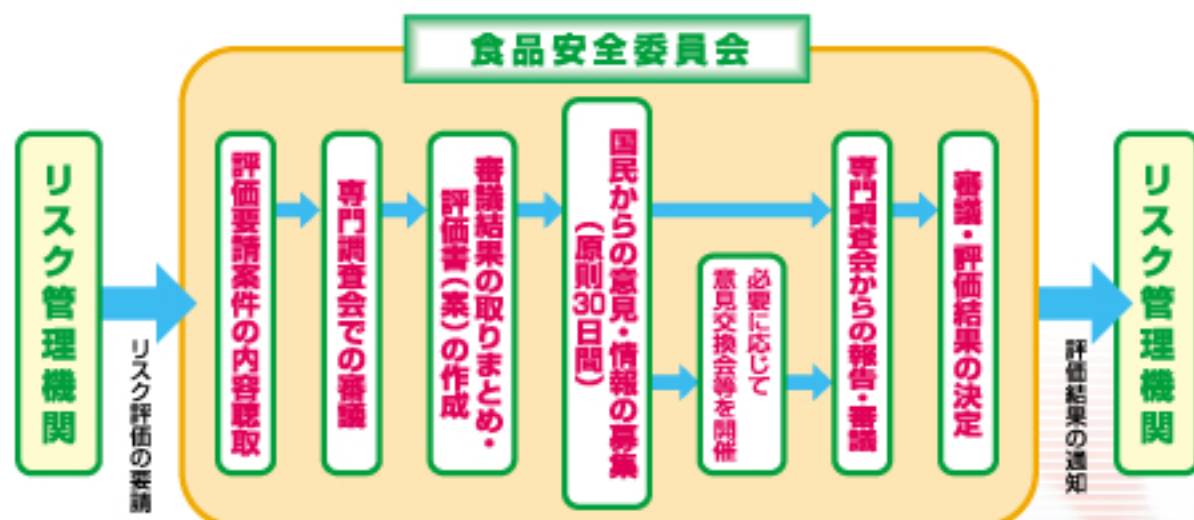 食品安全委員会
リスク管理機関
リスク評価の要請
評価要請案件の内容聴取
専門調査会での審議
審議結果の取りまとめ・
評価書(案)の作成
国民からの意見・情報の募集
(原則30日間)
必要に応じて
意見交換会等を開催
専門調査会からの報告・審議
審議・評価結果の決定
評価結果の通知
リスク管理機関